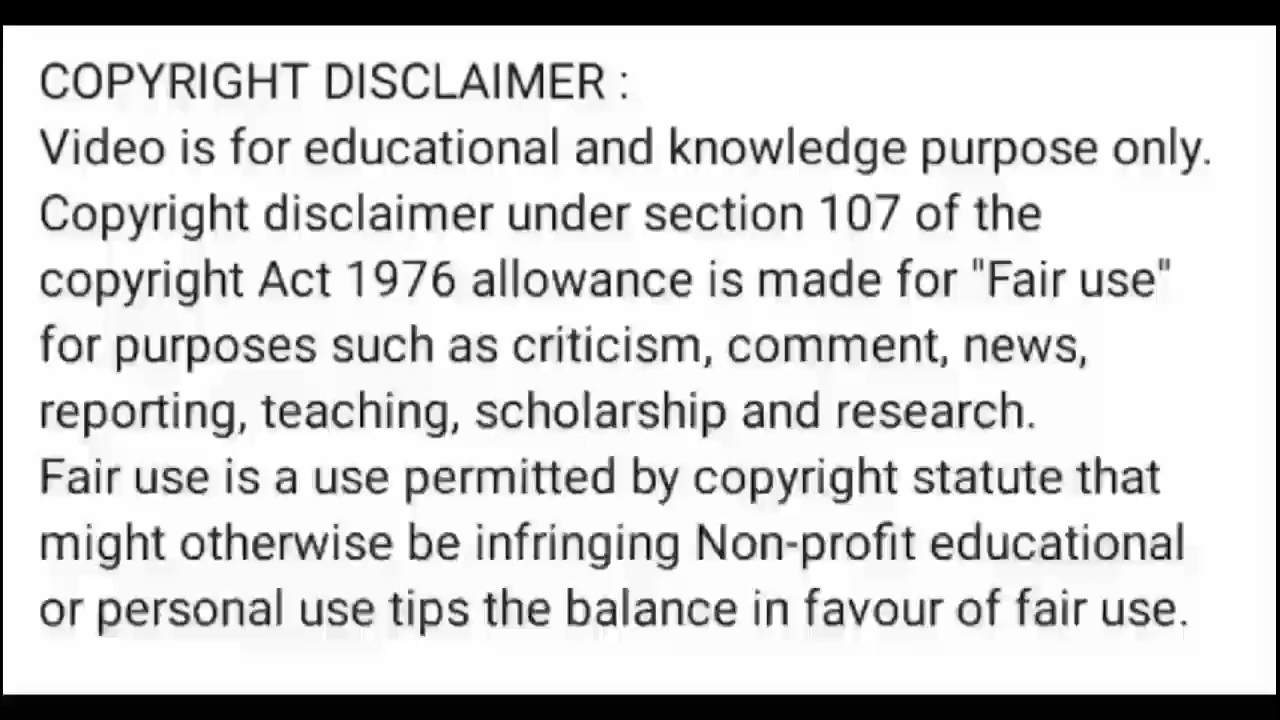 COPYRIGHT DISCLAIMER :
Video is for educational and knowledge purpose only.
Copyright disclaimer under section 107 of the
copyright Act 1976 allowance is made for "Fair use"
for purposes such as criticism, comment, news,
reporting, teaching, scholarship and research.
Fair use is a use permitted by copyright statute that
might otherwise be infringing Non-profit educational
or personal use tips the balance in favour of fair use.